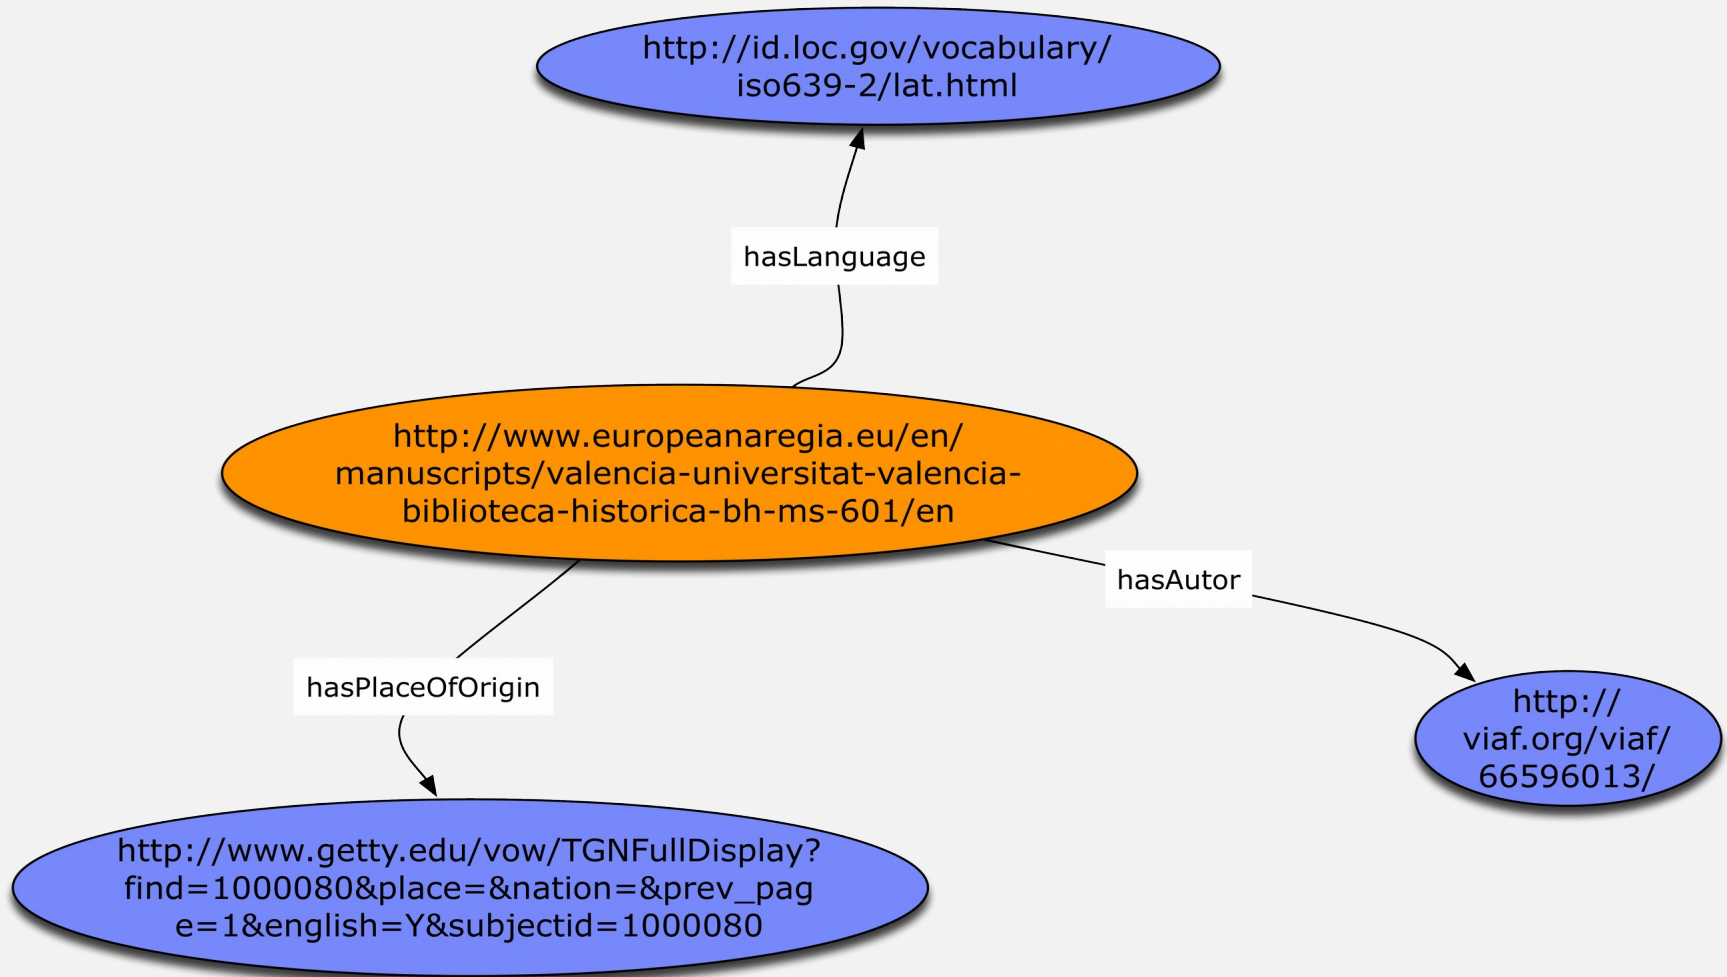 http://id.loc.gov/vocabulary/
iso639-2/lat.html
hasLanguage
http://www.europeanaregia.eu/en/
manuscripts/valencia-universitat-valencia-
biblioteca-historica-bh-ms-601/en
hasAutor
hasPlaceOfOrigin
http://
viaf.org/viaf/
66596013/
http://www.getty.edu/vow/TGNFullDisplay?
find=1000080&place=&nation=&prev_pag
e=1&english=Y&subjectid=1000080